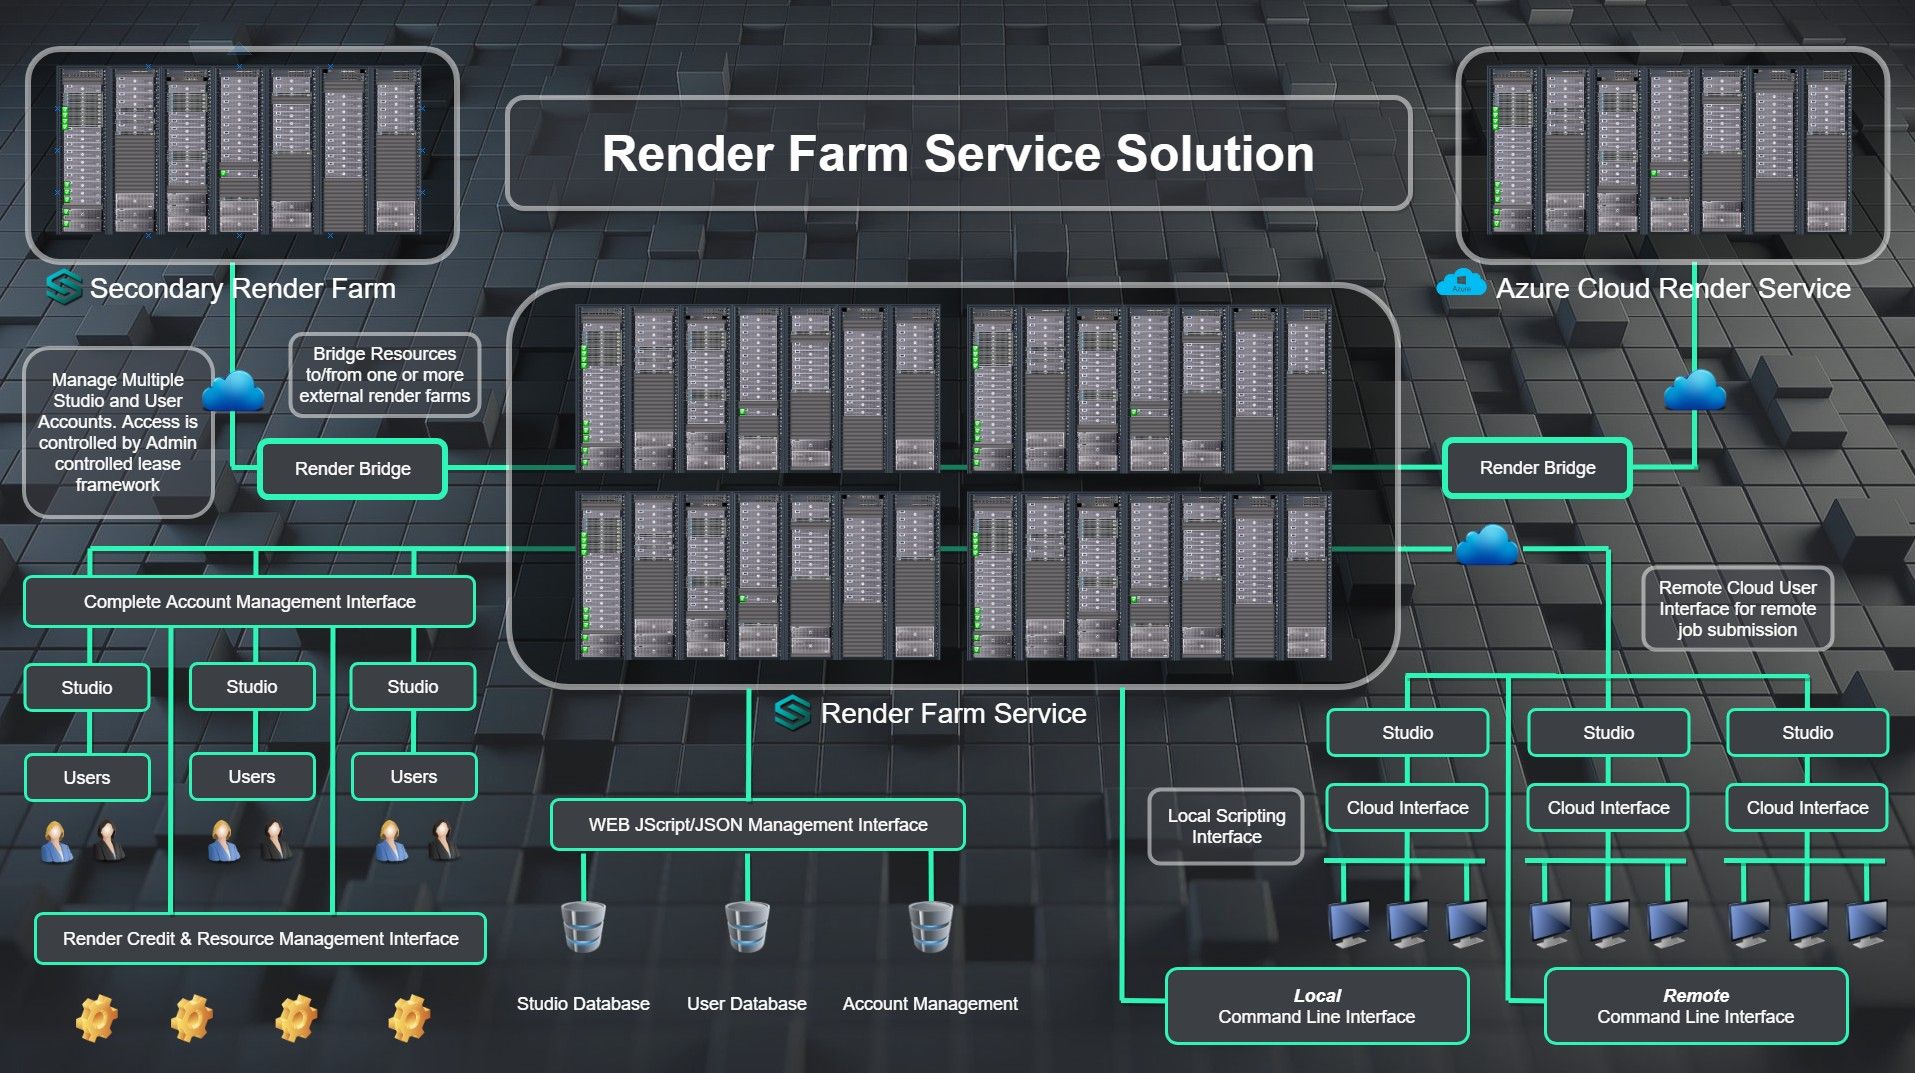 Render Farm Service Solution
Secondary Render Farm
Azure
Azure Cloud Render Service
Manage Multiple
Studio and User
Accounts. Access is
controlled by Admin
controlled lease
framework
Bridge Resources
to/from one or more
external render farms
Render Bridge
Render Bridge
Complete Account Management Interface
Studio
Studio
Studio
Users
Users
Users
Render Credit & Resource Management Interface
Render Farm Service
WEB JScript/JSON Management Interface
Studio Database
User Database
Account Management
Remote Cloud User
Interface for remote
job submission
Studio
Studio
Studio
Cloud Interface
Cloud Interface
Cloud Interface
Local Scripting
Interface
Local
Command Line Interface
Remote
Command Line Interface